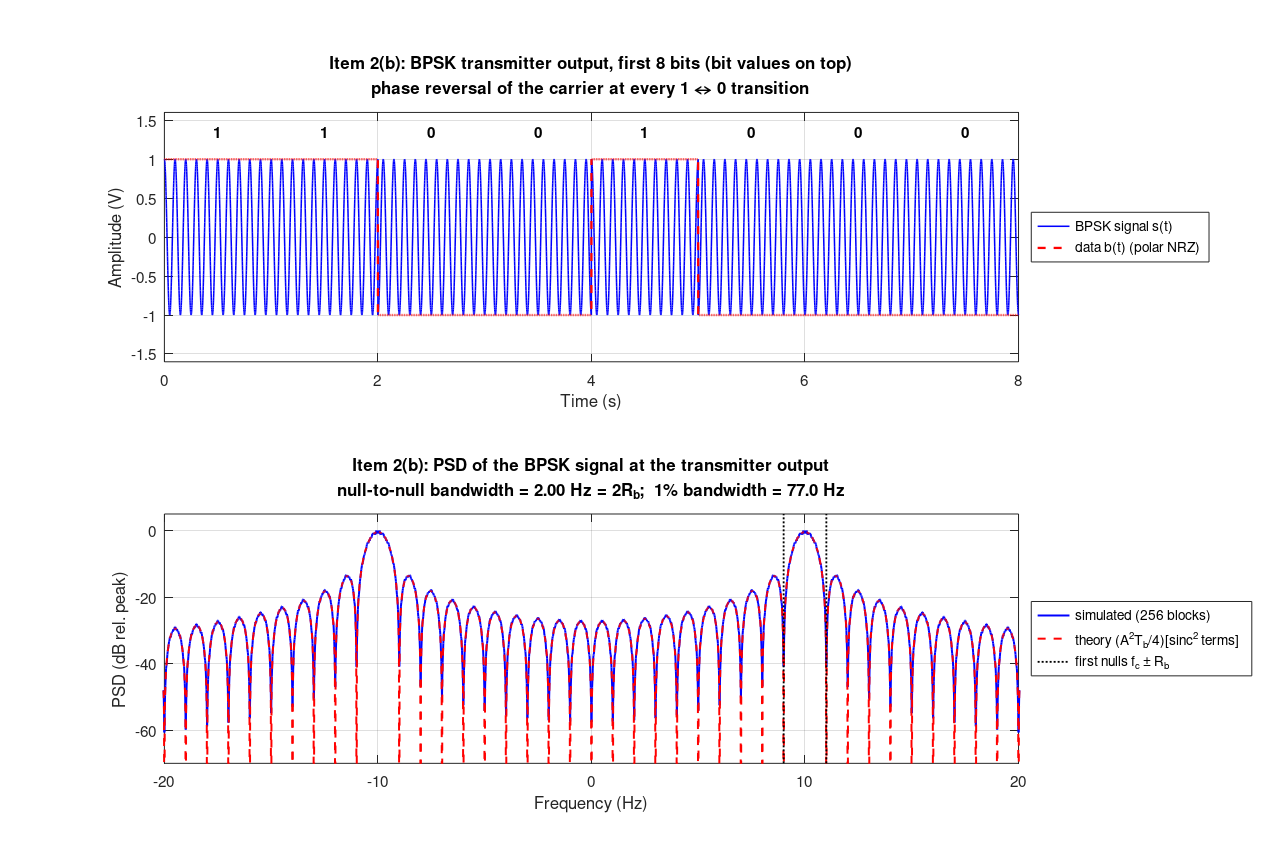 Item 2(b): BPSK transmitter output, first 8 bits (bit values on top)
phase reversal of the carrier at every 1 ↔ 0 transition
1 1 0 0 1 0 0 0
1.5
1
0.5
0
-0.5
-1
-1.5
Amplitude (V)
0 2 4 6 8
Time (s)
BPSK signal s(t)
data b(t) (polar NRZ)
Item 2(b): PSD of the BPSK signal at the transmitter output
null-to-null bandwidth = 2.00 Hz = 2R_b; 1% bandwidth = 77.0 Hz
0
-20
-40
-60
PSD (dB rel. peak)
-20 -10 0 10 20
Frequency (Hz)
simulated (256 blocks)
theory (A²T_b/4)[sinc² terms]
first nulls f_c ± R_b